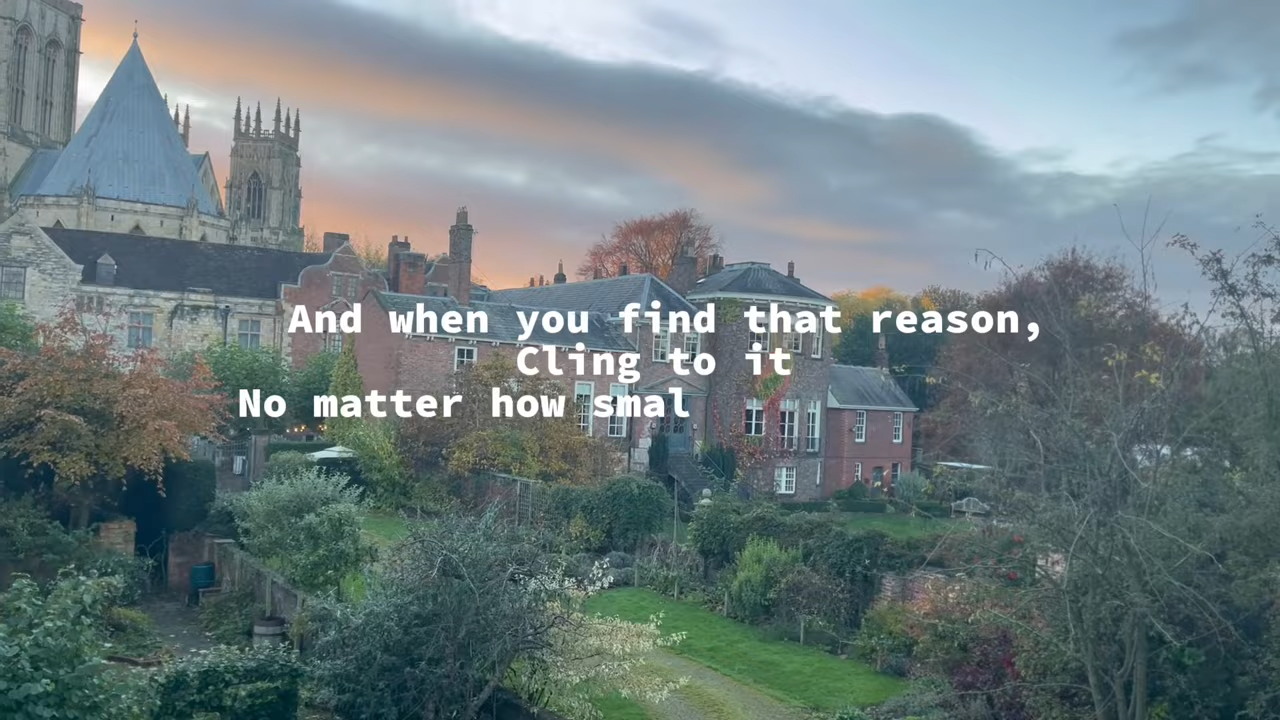 And when you find that reason,
Cling to it
No matter how smal